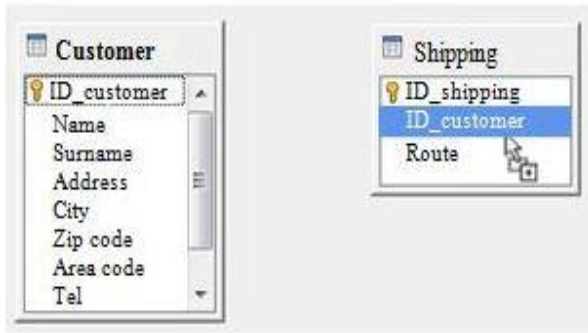 Customer
ID_customer
Name
Surname
Address
City
Zip code
Area code
Tel
Shipping
ID_shipping
ID_customer
Route